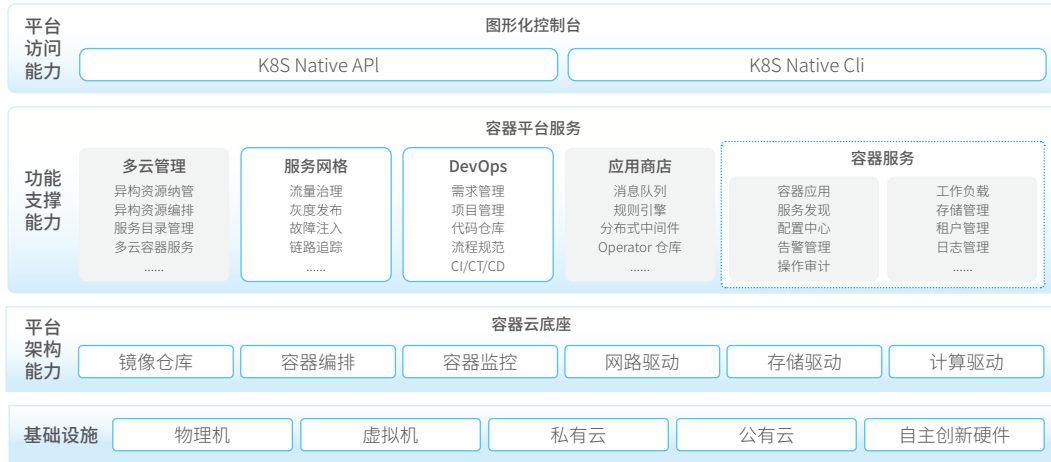 平台
访问
能力
图形化控制台
K8S Native APl
K8S Native Cli
功能
支撑
能力
容器平台服务
多云管理
异构资源纳管
异构资源编排
服务目录管理
多云容器服务
......
服务网格
流量治理
灰度发布
故障注入
链路追踪
......
DevOps
需求管理
项目管理
代码仓库
流程规范
CI/CT/CD
应用商店
消息队列
规则引擎
分布式中间件
Operator 仓库
......
容器服务
容器应用
服务发现
配置中心
告警管理
操作审计
工作负载
存储管理
租户管理
日志管理
......
平台
架构
能力
容器云底座
镜像仓库
容器编排
容器监控
网路驱动
存储驱动
计算驱动
基础设施
物理机
虚拟机
私有云
公有云
自主创新硬件